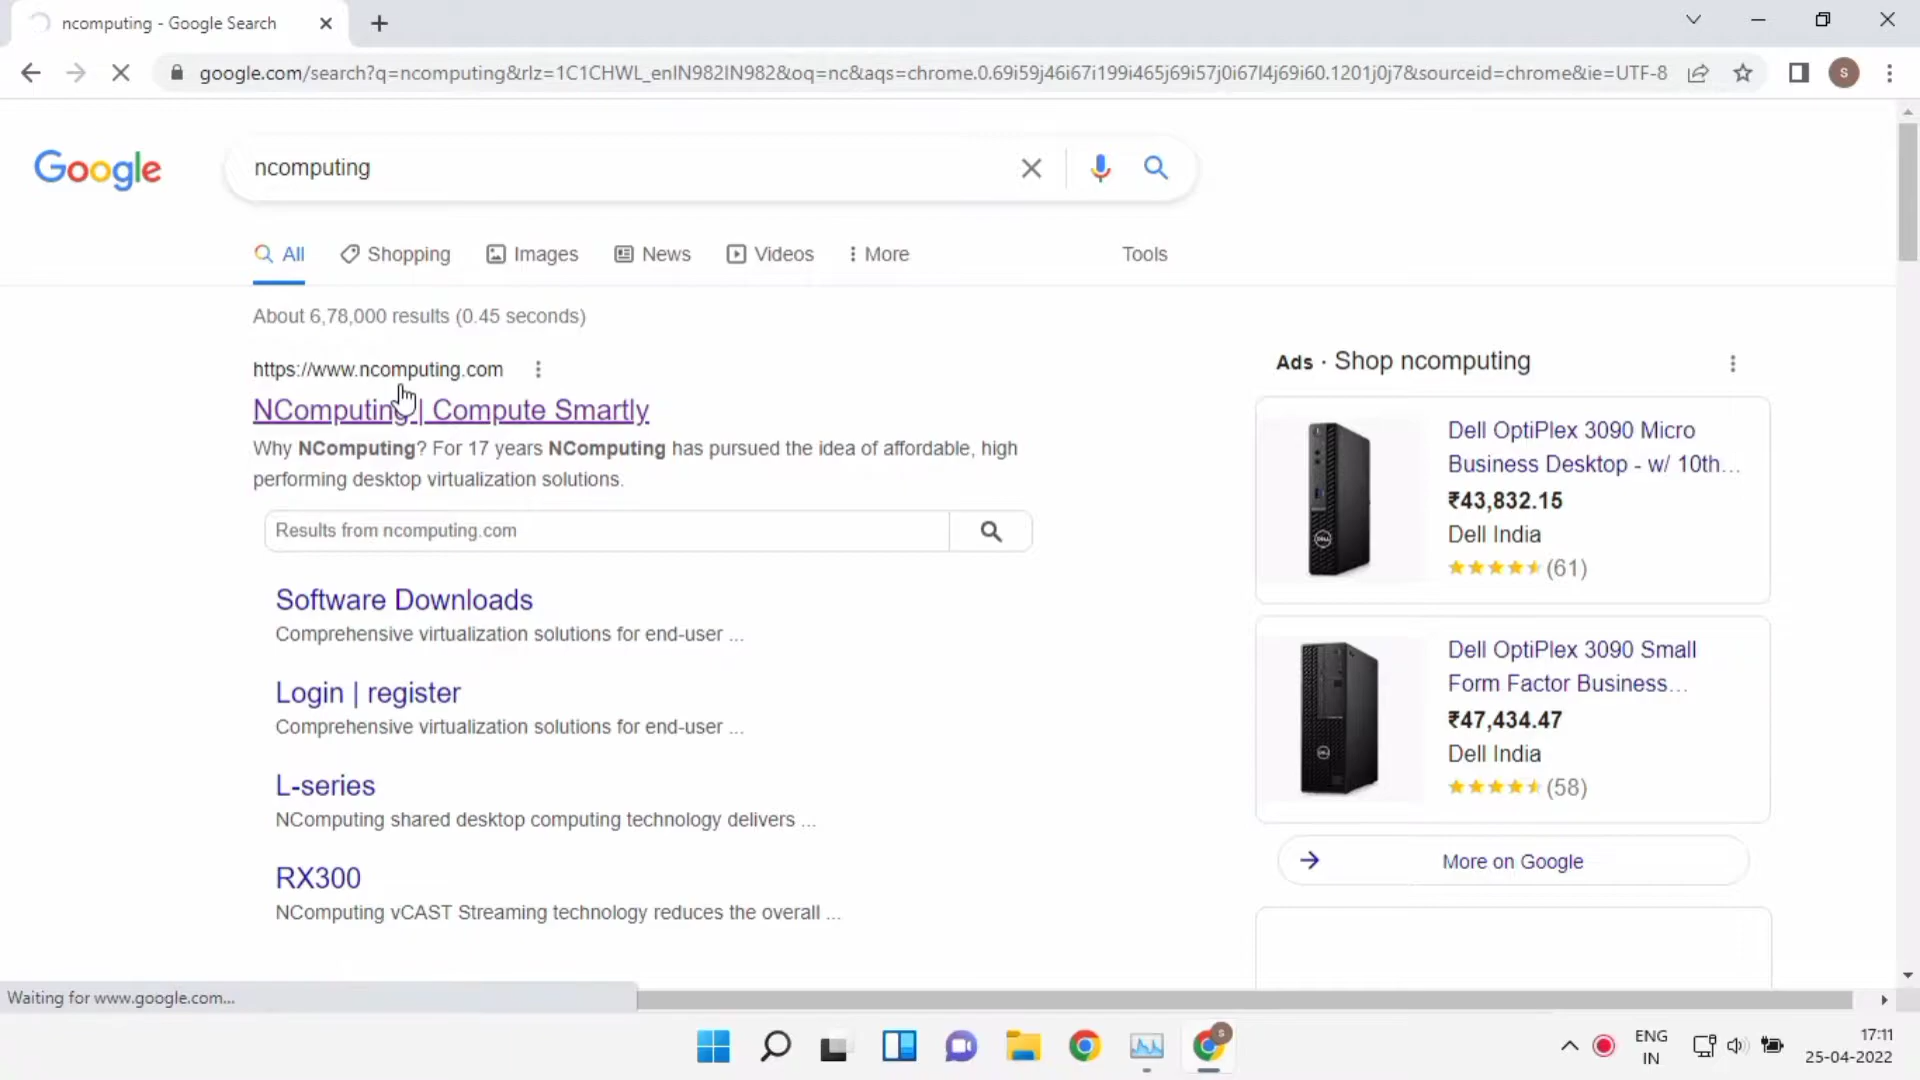 ncomputing - Google Search
google.com/search?q=ncomputing&rlz=1C1CHWL_enIN982IN982&oq=nc&aqs=chrome.0.69i59j46i67i199i465j69i57j0i67l4j69i60.1201j0j7&sourceid=chrome&ie=UTF-8
S
Google
ncomputing
All
Shopping
Images
News
Videos
More
Tools
About 6,78,000 results (0.45 seconds)
https://www.ncomputing.com
NComputing | Compute Smartly
Why NComputing? For 17 years NComputing has pursued the idea of affordable, high
performing desktop virtualization solutions.
Results from ncomputing.com
Software Downloads
Comprehensive virtualization solutions for end-user ...
Login | register
Comprehensive virtualization solutions for end-user ...
L-series
NComputing shared desktop computing technology delivers ...
RX300
NComputing vCAST Streaming technology reduces the overall ...
Ads · Shop ncomputing
Dell OptiPlex 3090 Micro
Business Desktop - w/ 10th...
₹43,832.15
Dell India
(61)
DELL
Dell OptiPlex 3090 Small
Form Factor Business...
₹47,434.47
Dell India
(58)
DELL
More on Google
Waiting for www.google.com...
S
ENG
IN
17:11
25-04-2022